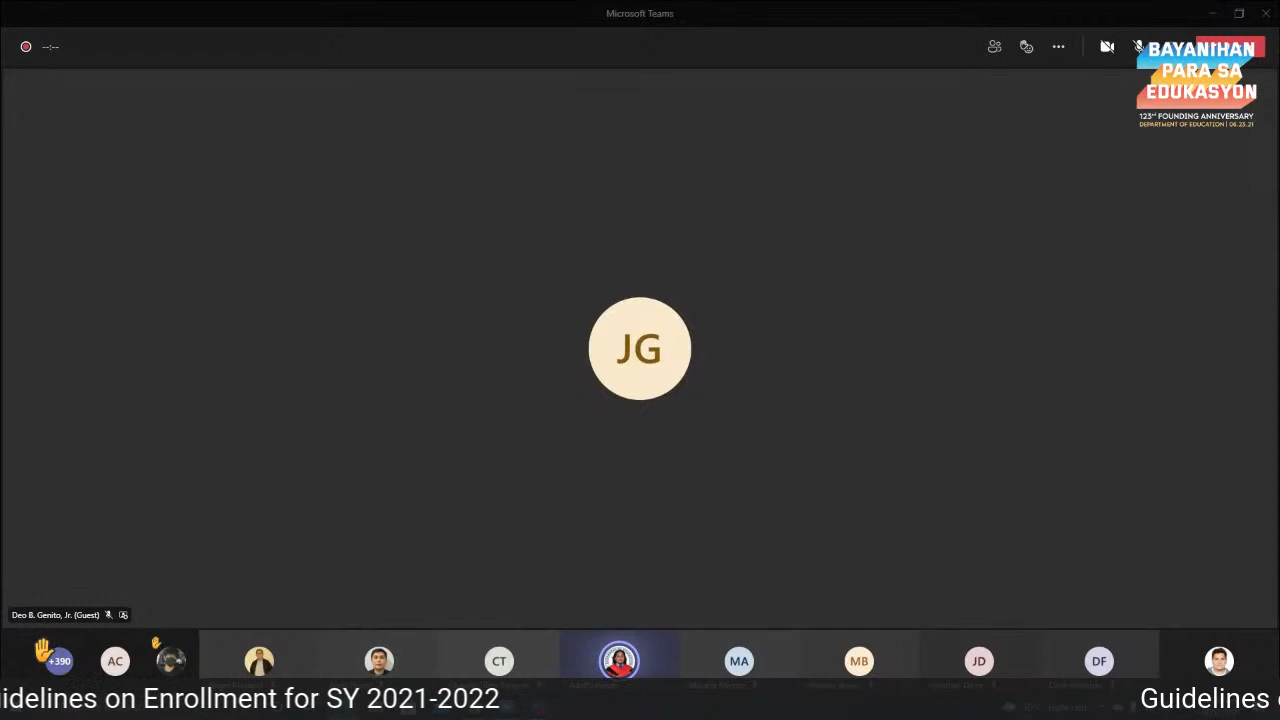 Microsoft Teams
--:--
BAYANIHAN
PARA SA
EDUKASYON
123rd FOUNDING ANNIVERSARY
DEPARTMENT OF EDUCATION | 06.23.21
JG
Deo B. Genito, Jr. (Guest)
+390
AC
CT
MA
MB
JD
DF
uidelines on Enrollment for SY 2021-2022
Guidelines